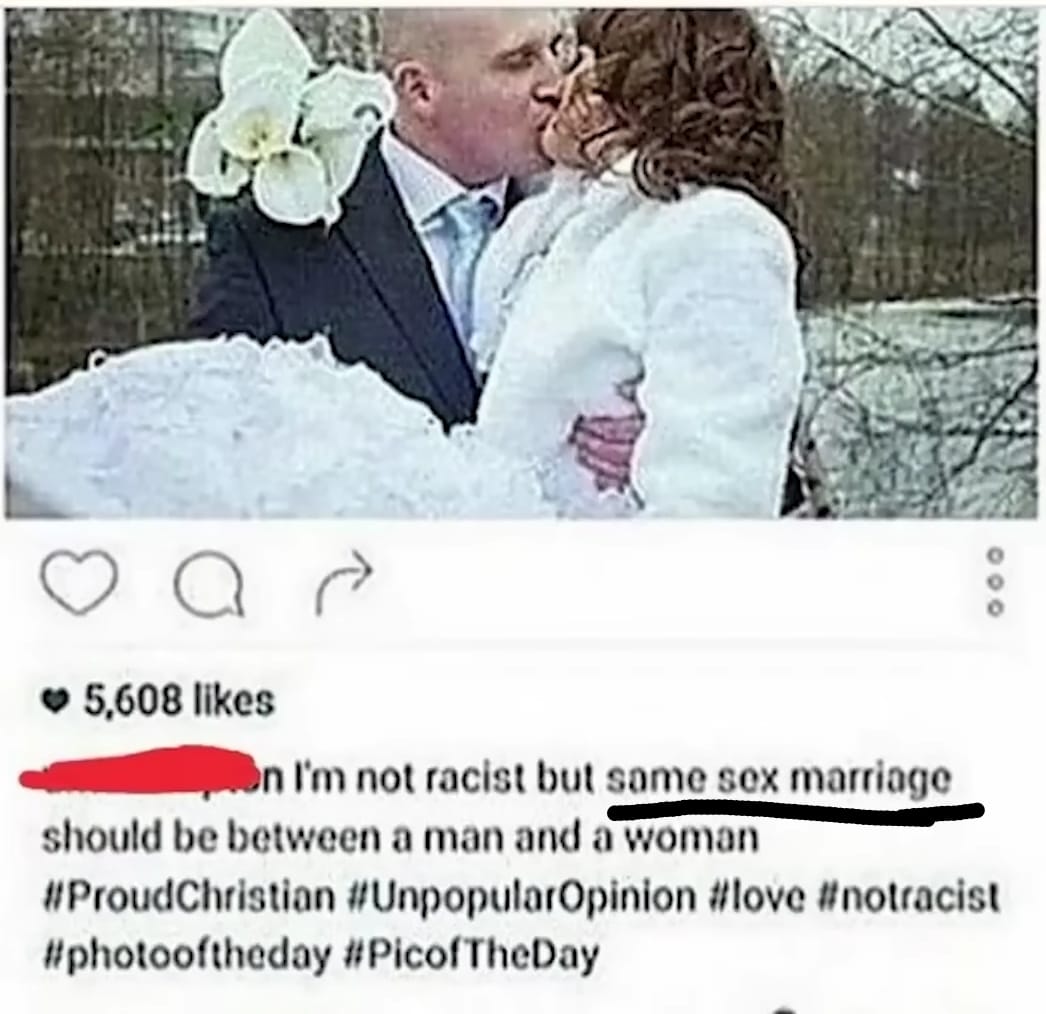 5,608 likes
I'm not racist but same sex marriage
should be between a man and a woman
#ProudChristian #UnpopularOpinion #love #notracist
#photooftheday #PicofTheDay